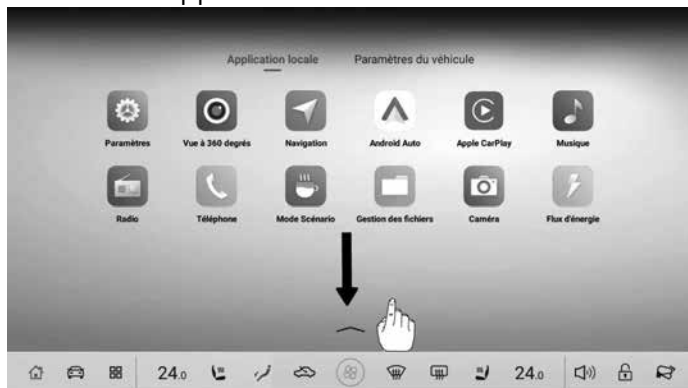 Application locale Paramètres du véhicule
Paramètres Vue à 360 degrés Navigation Android Auto Apple CarPlay Musique
Radio Téléphone Mode Scénario Gestion des fichiers Caméra Flux d'énergie
24.0 24.0